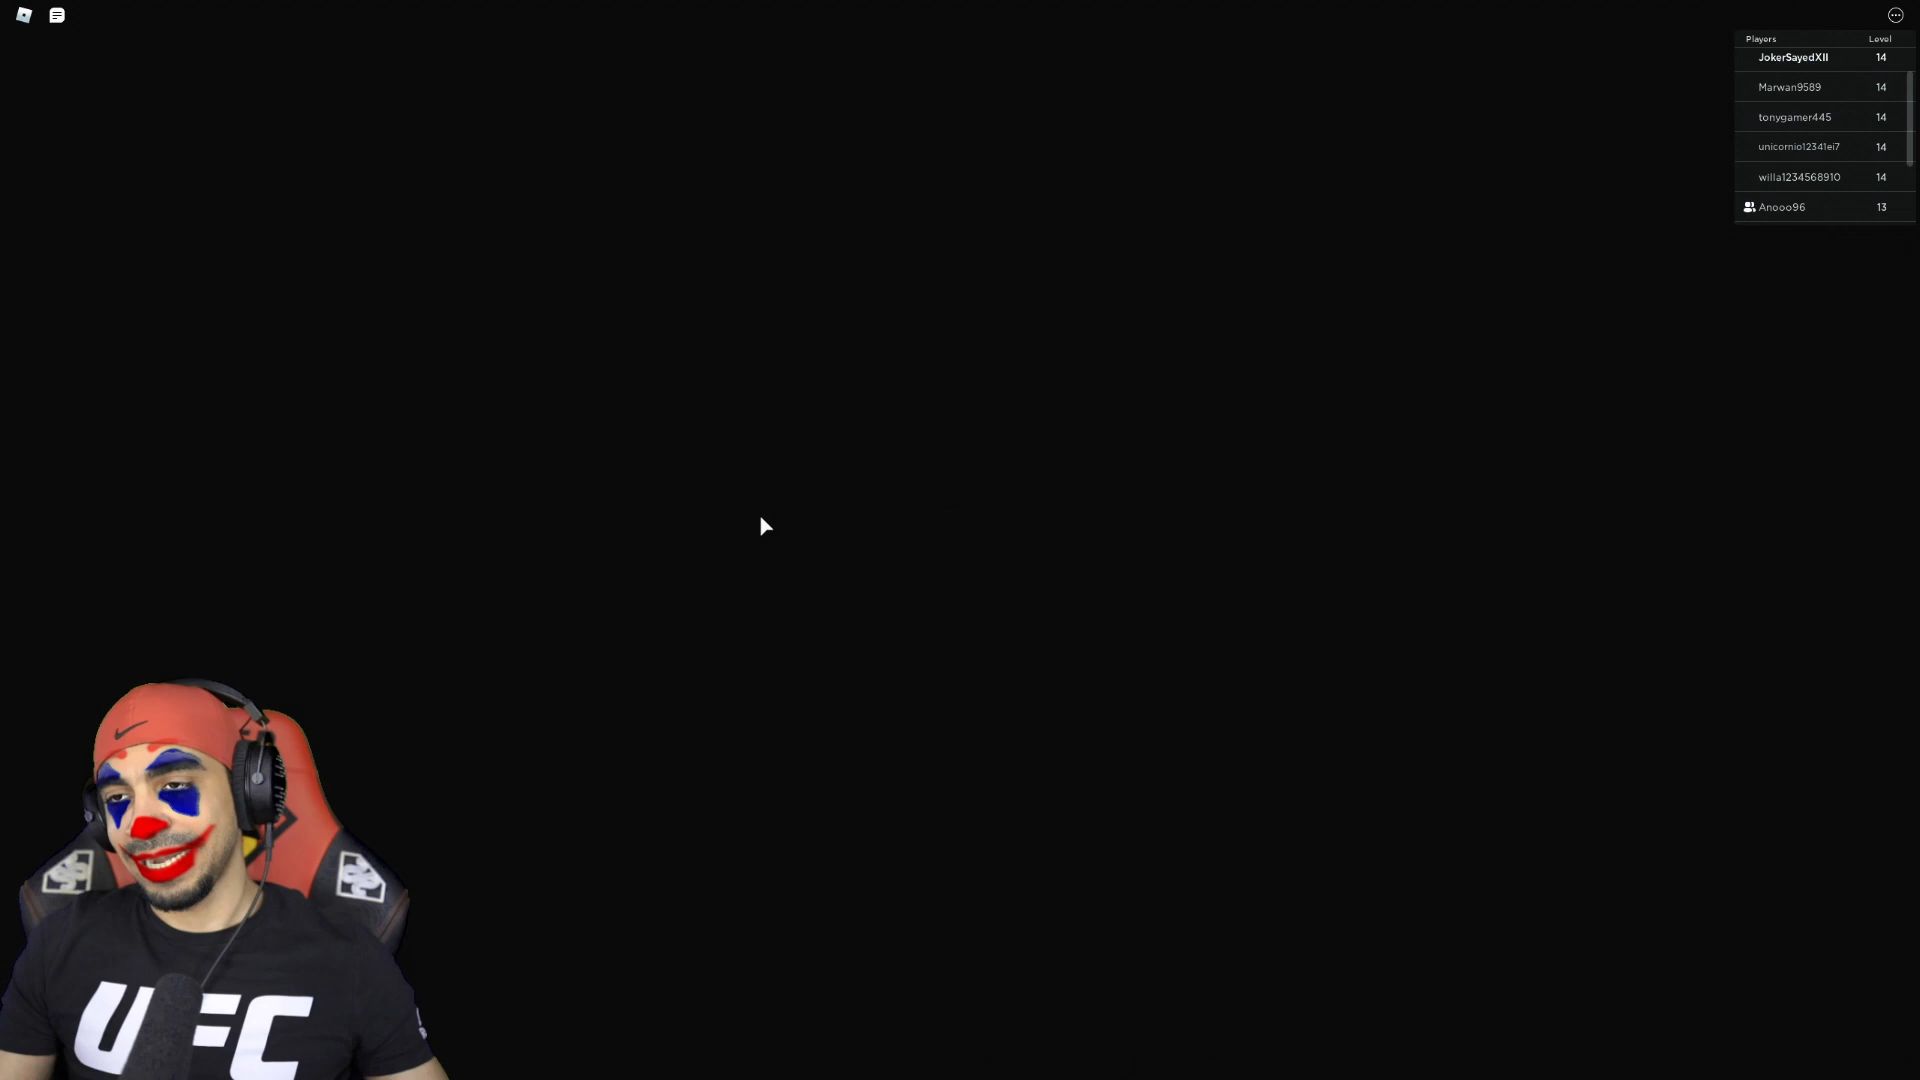 Players Level
JokerSayedXII 14
Marwan9589 14
tonygamer445 14
unicornio12341ei7 14
willa1234568910 14
Anooo96 13
UFC